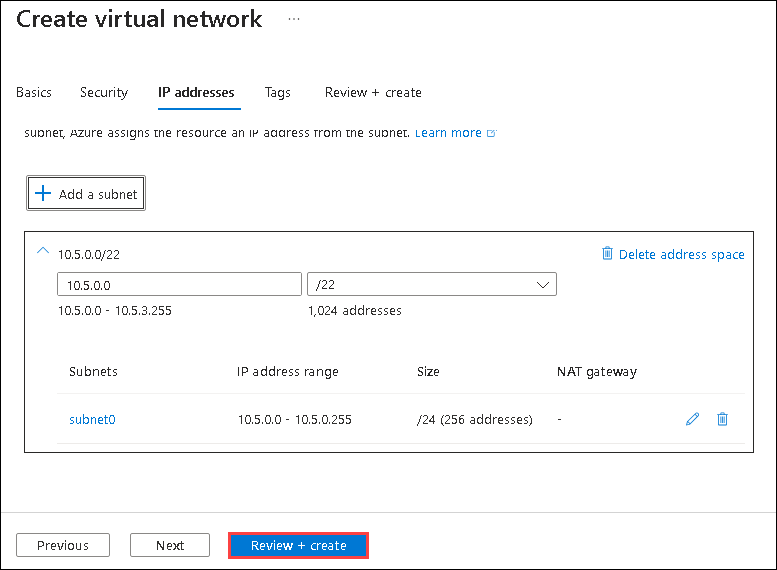 Create virtual network ...
Basics Security IP addresses Tags Review + create
subnet, Azure assigns the resource an IP address from the subnet. Learn more
+ Add a subnet
10.5.0.0/22 Delete address space
10.5.0.0 /22
10.5.0.0 - 10.5.3.255 1,024 addresses
Subnets IP address range Size NAT gateway
subnet0 10.5.0.0 - 10.5.0.255 /24 (256 addresses) -
Previous Next Review + create